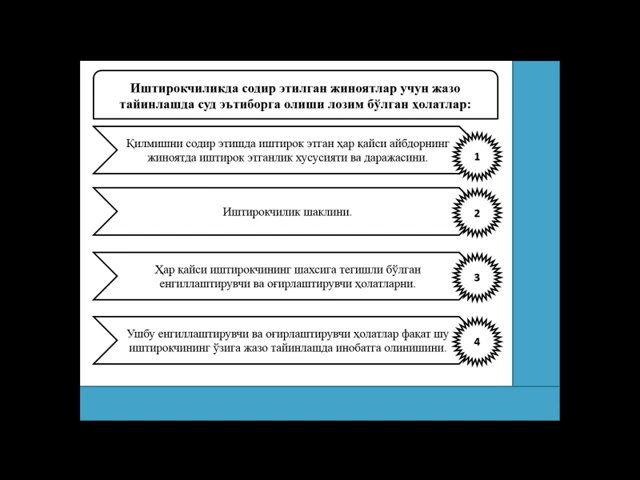 Иштирокчиликда содир этилган жиноятлар учун жазо
тайинлашда суд эътиборга олиши лозим бўлган ҳолатлар:
Қилмишни содир этишда иштирок этган ҳар қайси айбдорнинг
жиноятда иштирок этганлик хусусияти ва даражасини.
1
Иштирокчилик шаклини.
2
Ҳар қайси иштирокчининг шахсига тегишли бўлган
енгиллаштирувчи ва оғирлаштирувчи ҳолатларни.
3
Ушбу енгиллаштирувчи ва оғирлаштирувчи ҳолатлар фақат шу
иштирокчининг ўзига жазо тайинлашда инобатга олинишини.
4